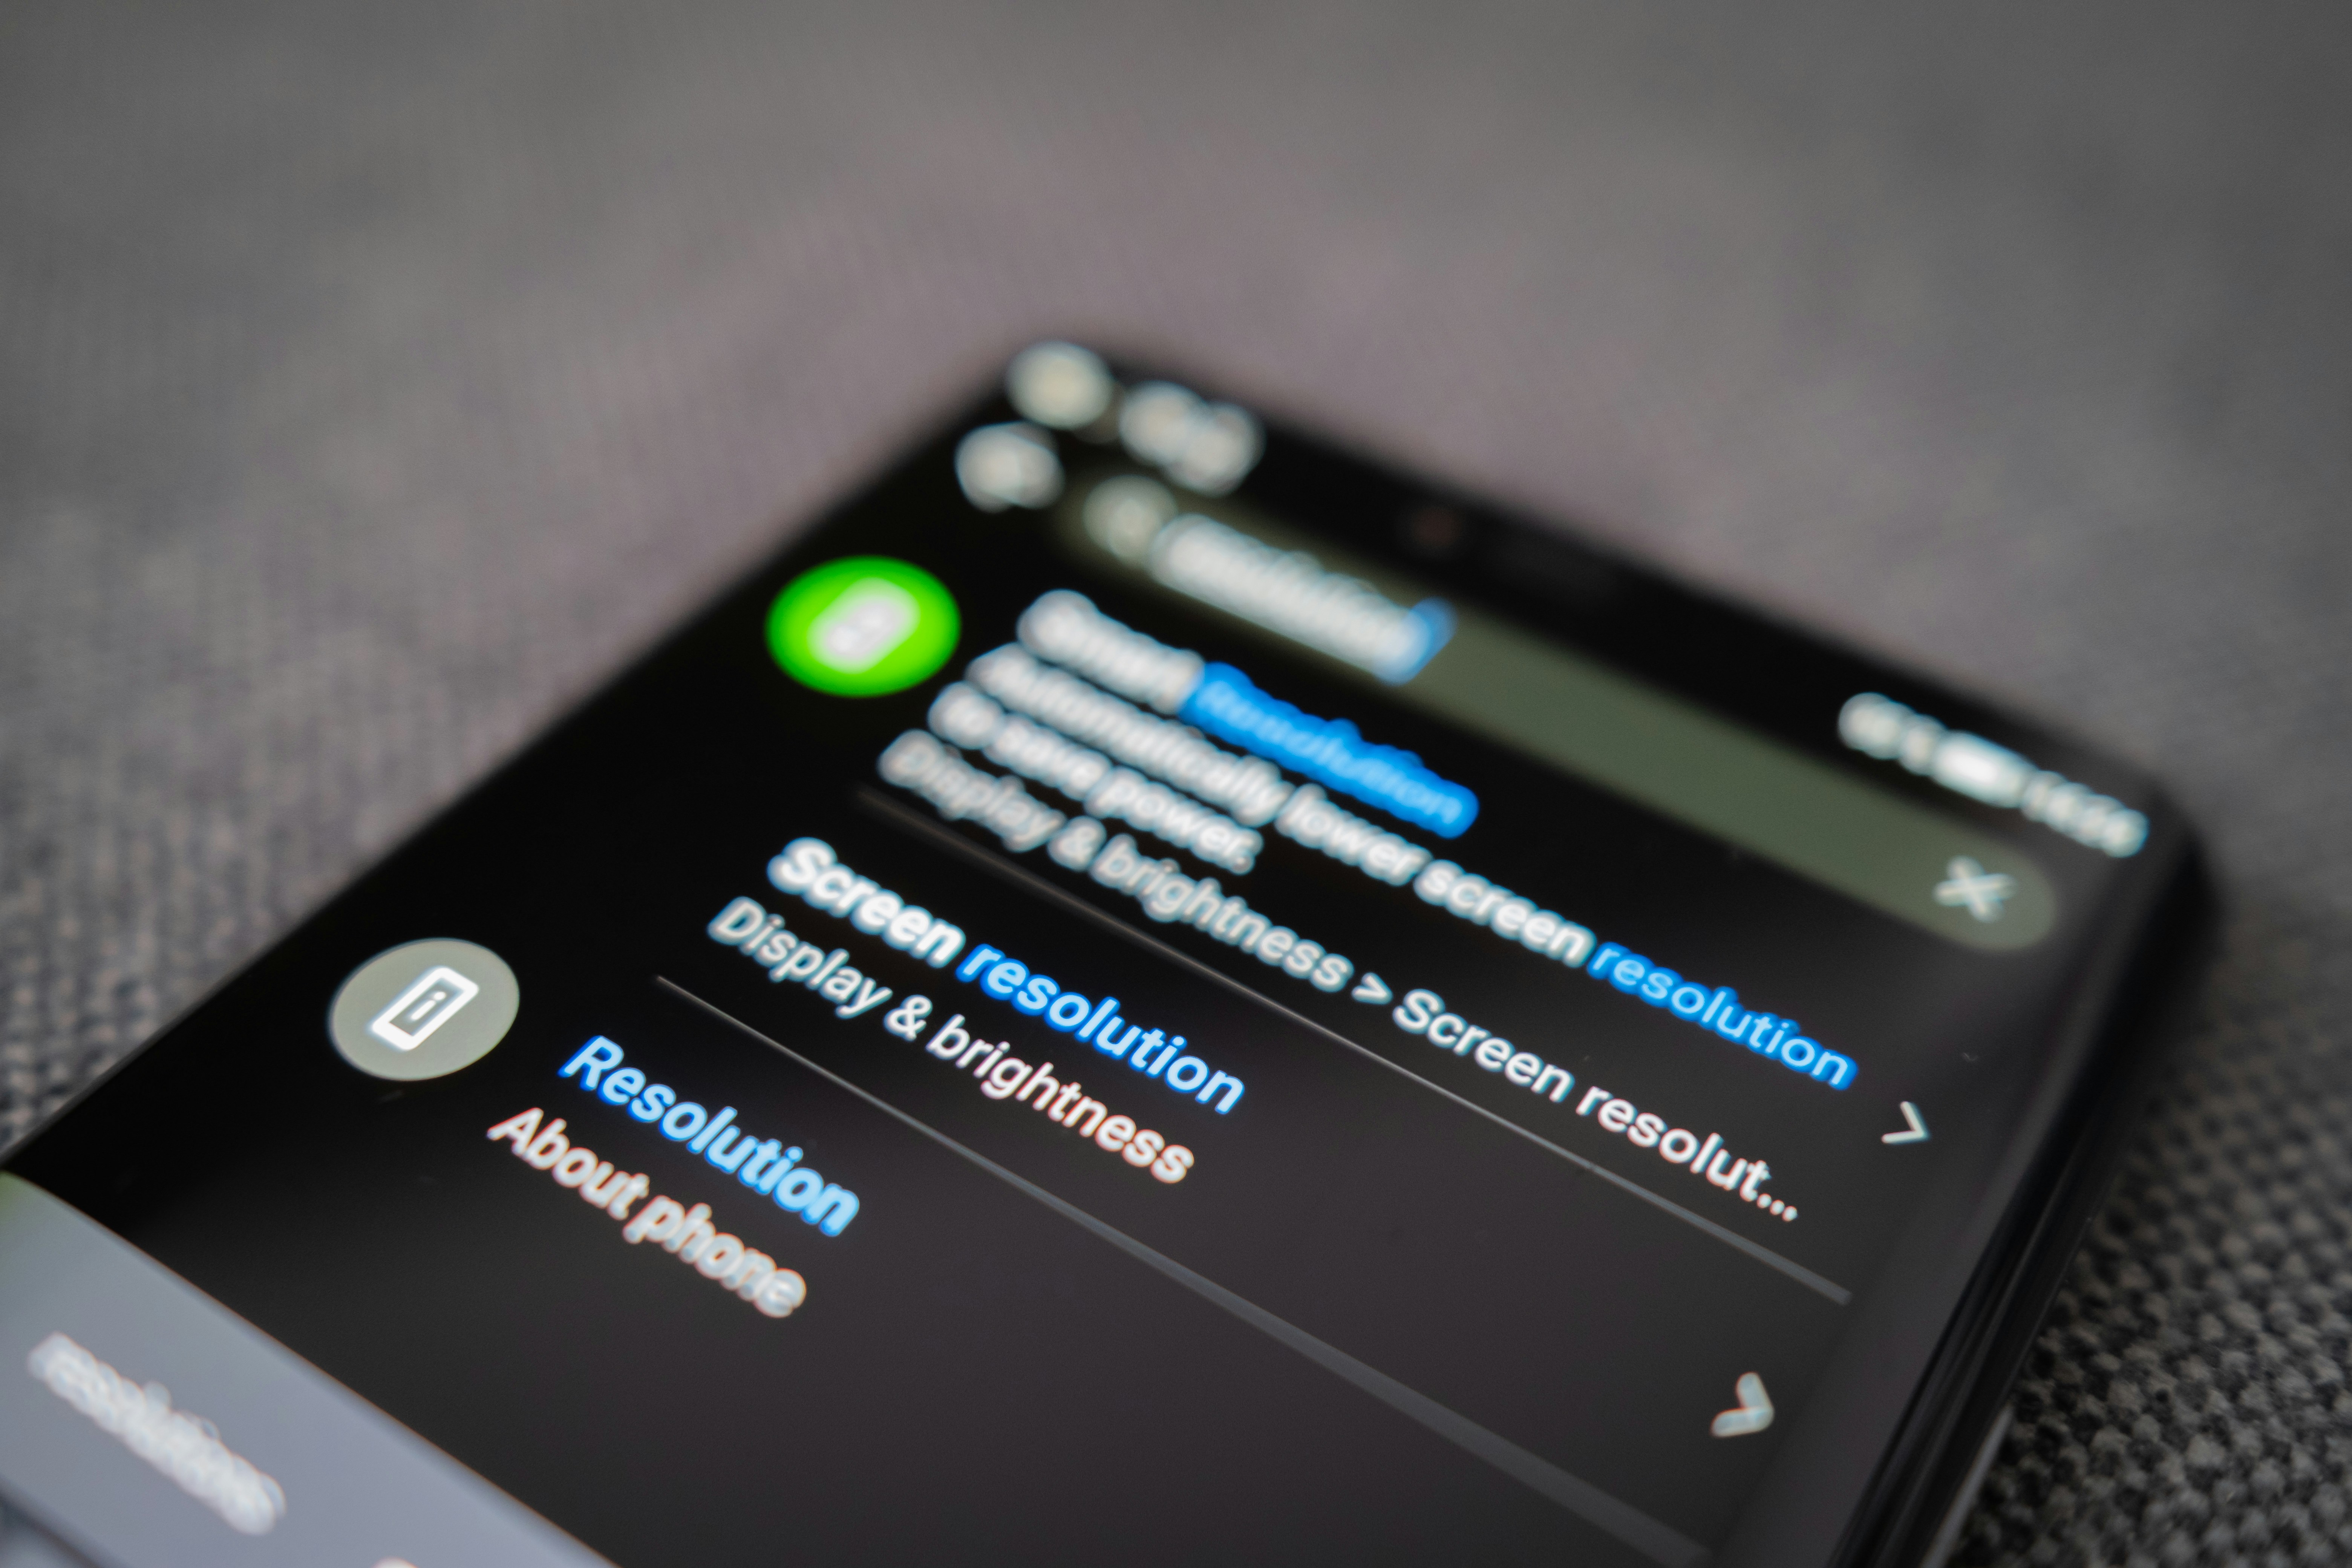 Smart Resolution
Automatically lower screen resolution
to save power.
Display & brightness > Screen resolut...
Screen resolution
Display & brightness
Resolution
About phone